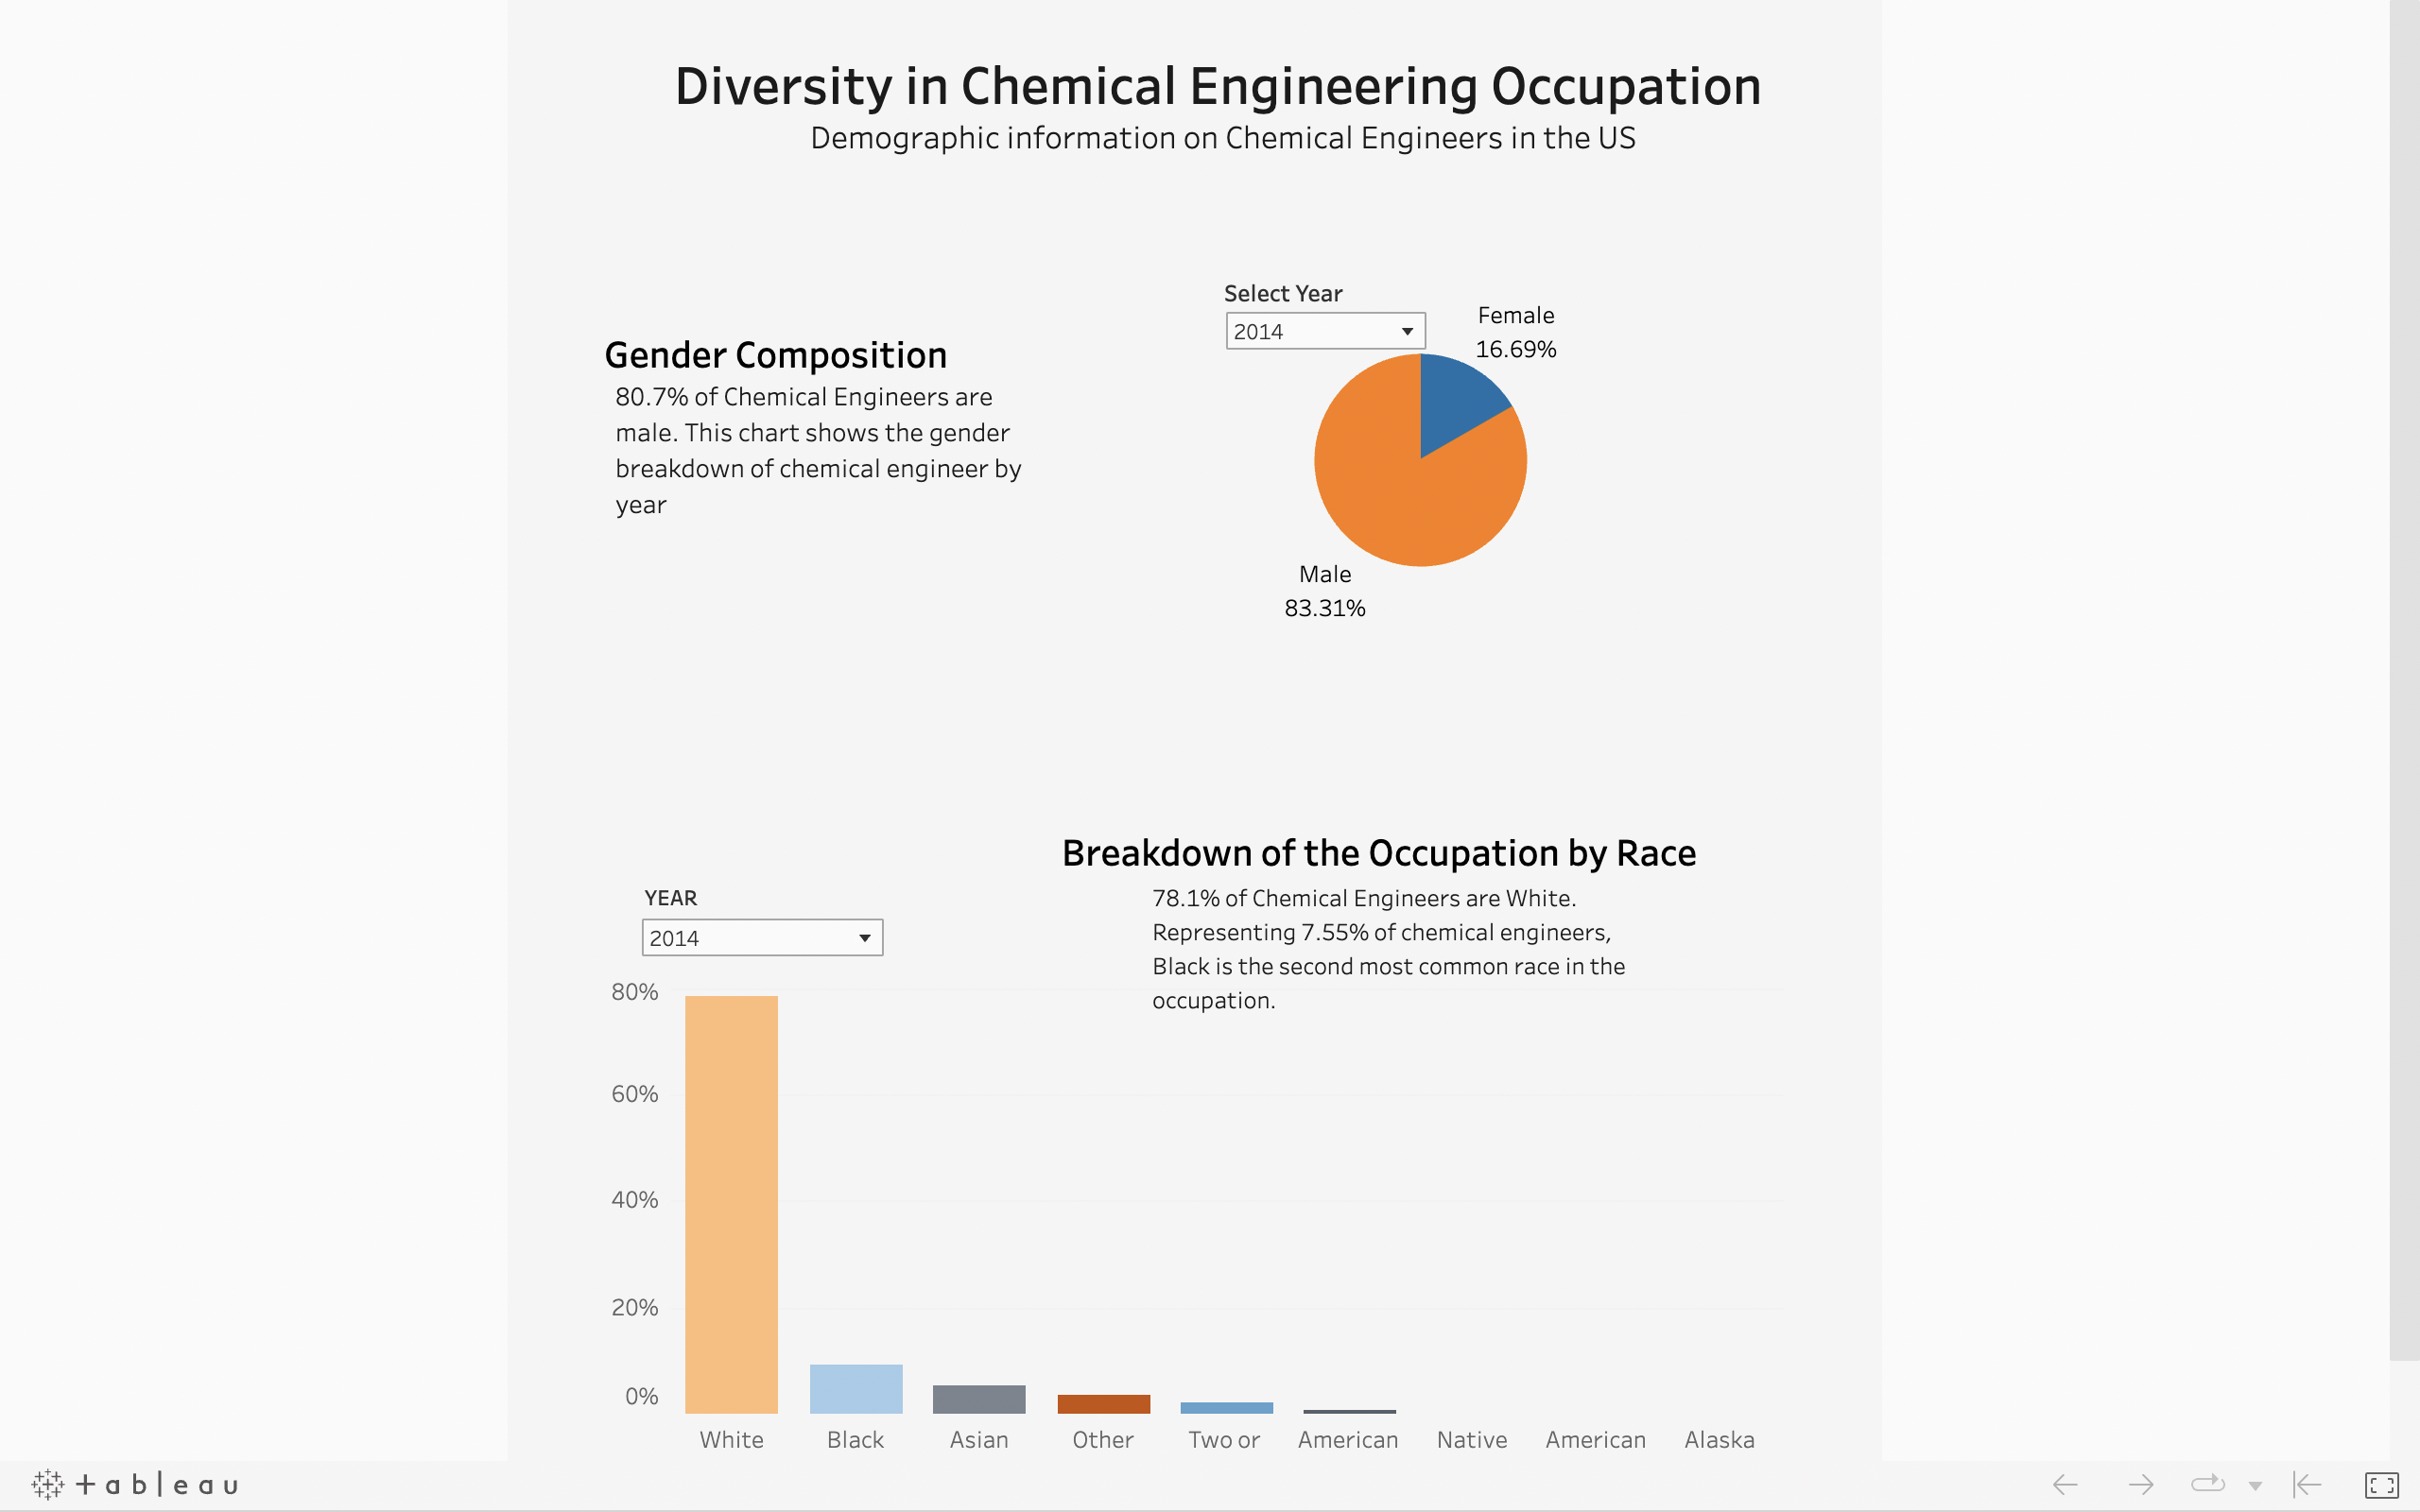 Diversity in Chemical Engineering Occupation
Demographic information on Chemical Engineers in the US
Select Year
2014
Female
16.69%
Gender Composition
80.7% of Chemical Engineers are
male. This chart shows the gender
breakdown of chemical engineer by
year
Male
83.31%
Breakdown of the Occupation by Race
78.1% of Chemical Engineers are White.
Representing 7.55% of chemical engineers,
Black is the second most common race in the
occupation.
YEAR
2014
80%
60%
40%
20%
0%
White Black Asian Other Two or American Native American Alaska
+ableau